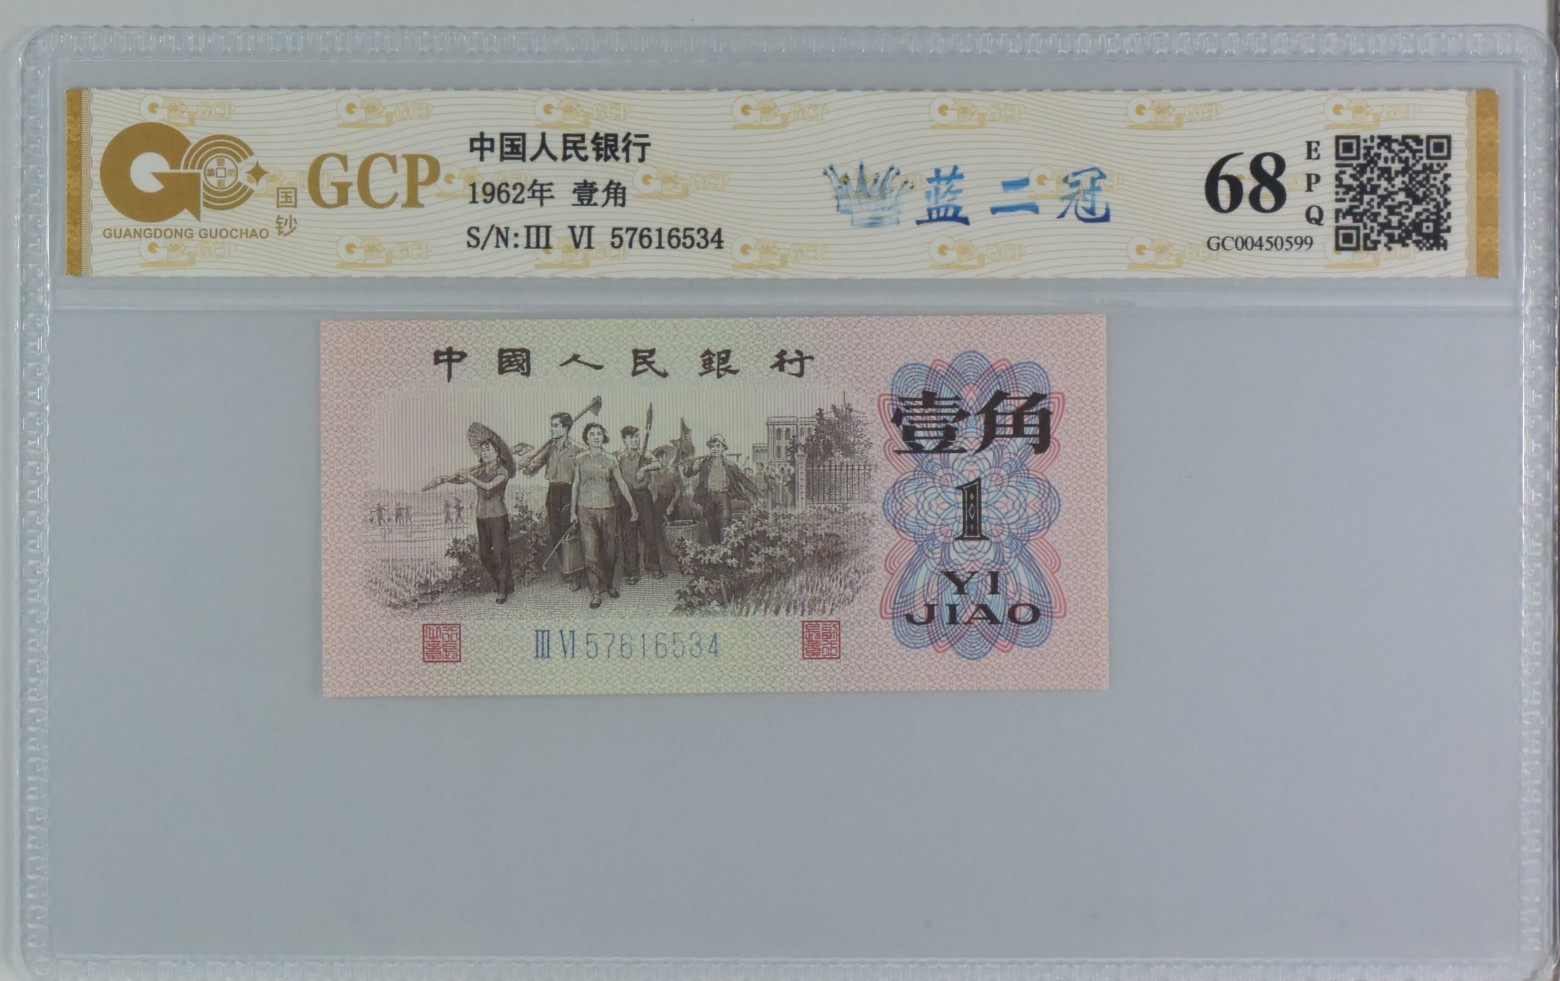 GCP
国钞
GUANGDONG GUOCHAO
中国人民银行
1962年 壹角
S/N:Ⅲ Ⅵ 57616534
蓝二冠
68
EPQ
GC00450599
中國人民銀行
壹角
1
YI
JIAO
Ⅲ Ⅵ 57616534